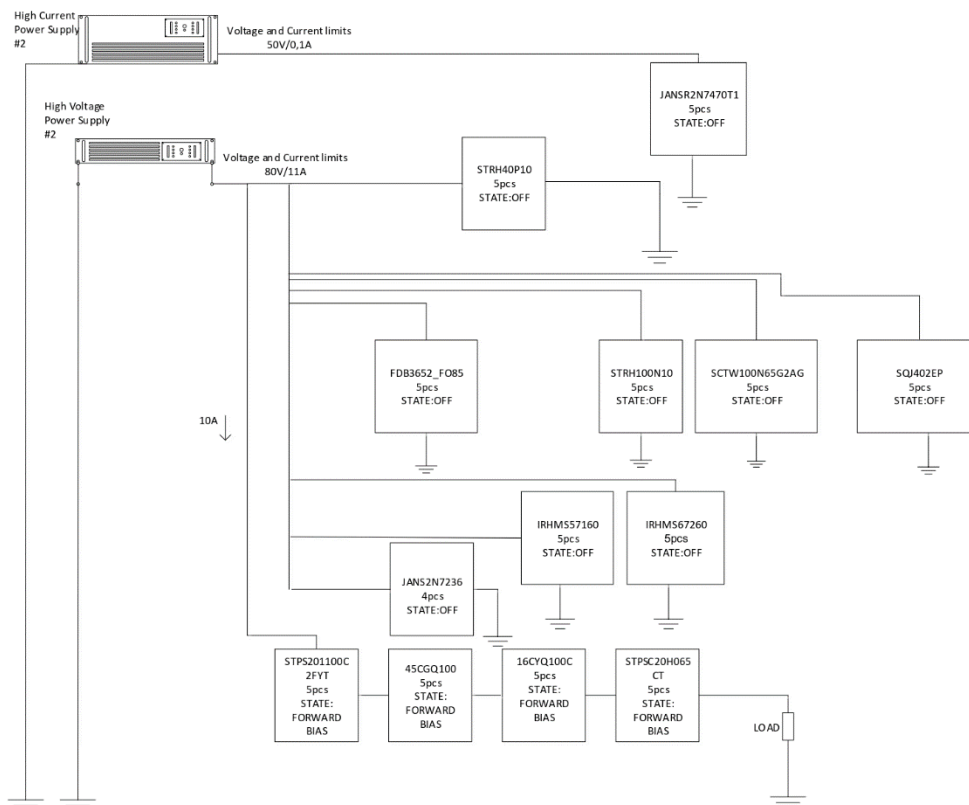 High Current
Power Supply
#2
Voltage and Current limits
50V/0,1A
JANSR2N7470T1
5pcs
STATE:OFF
High Voltage
Power Supply
#2
Voltage and Current limits
80V/11A
STRH40P10
5pcs
STATE:OFF
FDB3652_FO85
5pcs
STATE:OFF
STRH100N10
5pcs
STATE:OFF
SCTW100N65G2AG
5pcs
STATE:OFF
SQJ402EP
5pcs
STATE:OFF
10A
IRHMS57160
5pcs
STATE:OFF
IRHMS67260
5pcs
STATE:OFF
JANS2N7236
4pcs
STATE:OFF
STPS201100C
2FYT
5pcs
STATE:
FORWARD
BIAS
45CGQ100
5pcs
STATE:
FORWARD
BIAS
16CYQ100C
5pcs
STATE:
FORWARD
BIAS
STPSC20H065
CT
5pcs
STATE:
FORWARD
BIAS
LOAD